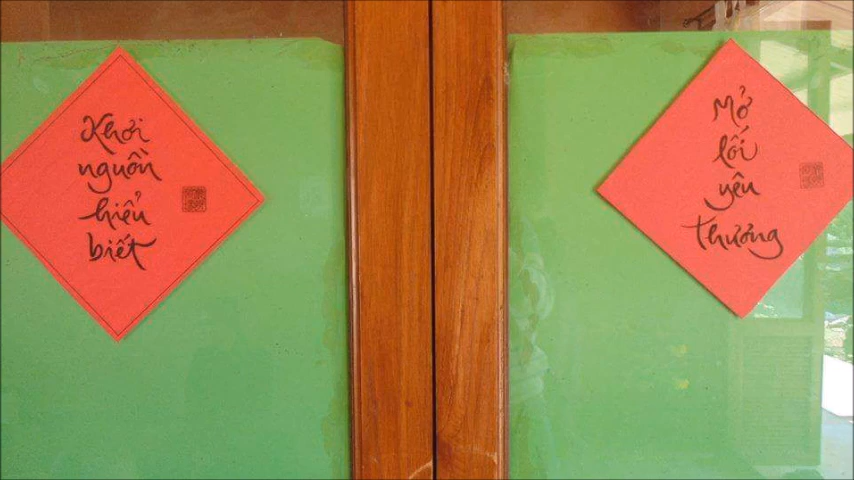 Khơi
nguồn
hiểu
biết
Mở
lối
yêu
thương